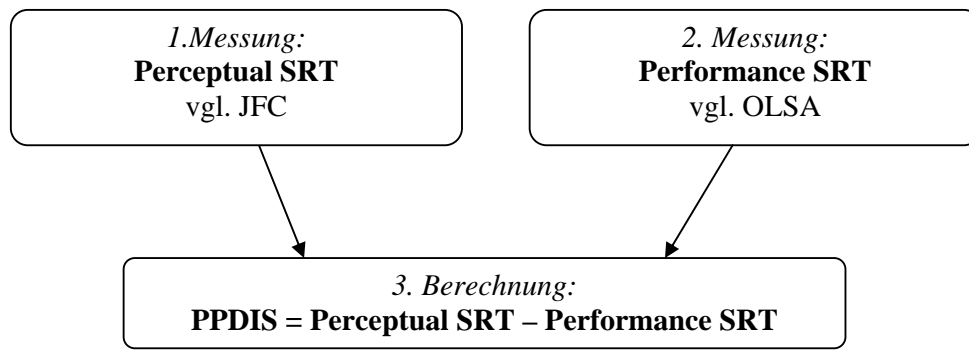 1.Messung:
Perceptual SRT
vgl. JFC
2. Messung:
Performance SRT
vgl. OLSA
3. Berechnung:
PPDIS = Perceptual SRT – Performance SRT